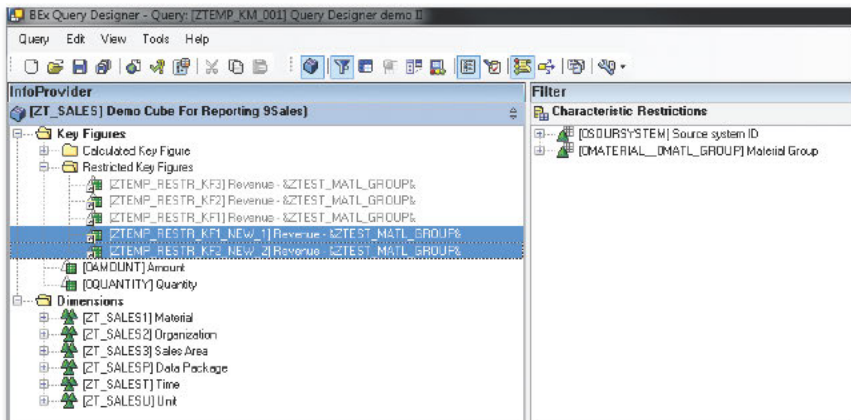 BEx Query Designer - Query: [ZTEMP_KM_001] Query Designer demo II
Query Edit View Tools Help
InfoProvider
[ZT_SALES] Demo Cube For Reporting 9Sales)
Key Figures
Calculated Key Figure
Restricted Key Figures
[ZTEMP_RESTR_KF3] Revenue - &ZTEST_MATL_GROUP&
[ZTEMP_RESTR_KF2] Revenue - &ZTEST_MATL_GROUP&
[ZTEMP_RESTR_KF1] Revenue - &ZTEST_MATL_GROUP&
[ZTEMP_RESTR_KF1_NEW_1] Revenue - &ZTEST_MATL_GROUP&
[ZTEMP_RESTR_KF2_NEW_2] Revenue - &ZTEST_MATL_GROUP&
[0AMOUNT] Amount
[0QUANTITY] Quantity
Dimensions
[ZT_SALES1] Material
[ZT_SALES2] Organization
[ZT_SALES3] Sales Area
[ZT_SALESP] Data Package
[ZT_SALEST] Time
[ZT_SALESU] Unit
Filter
Characteristic Restrictions
[0SOURSYSTEM] Source system ID
[0MATERIAL__0MATL_GROUP] Material Group